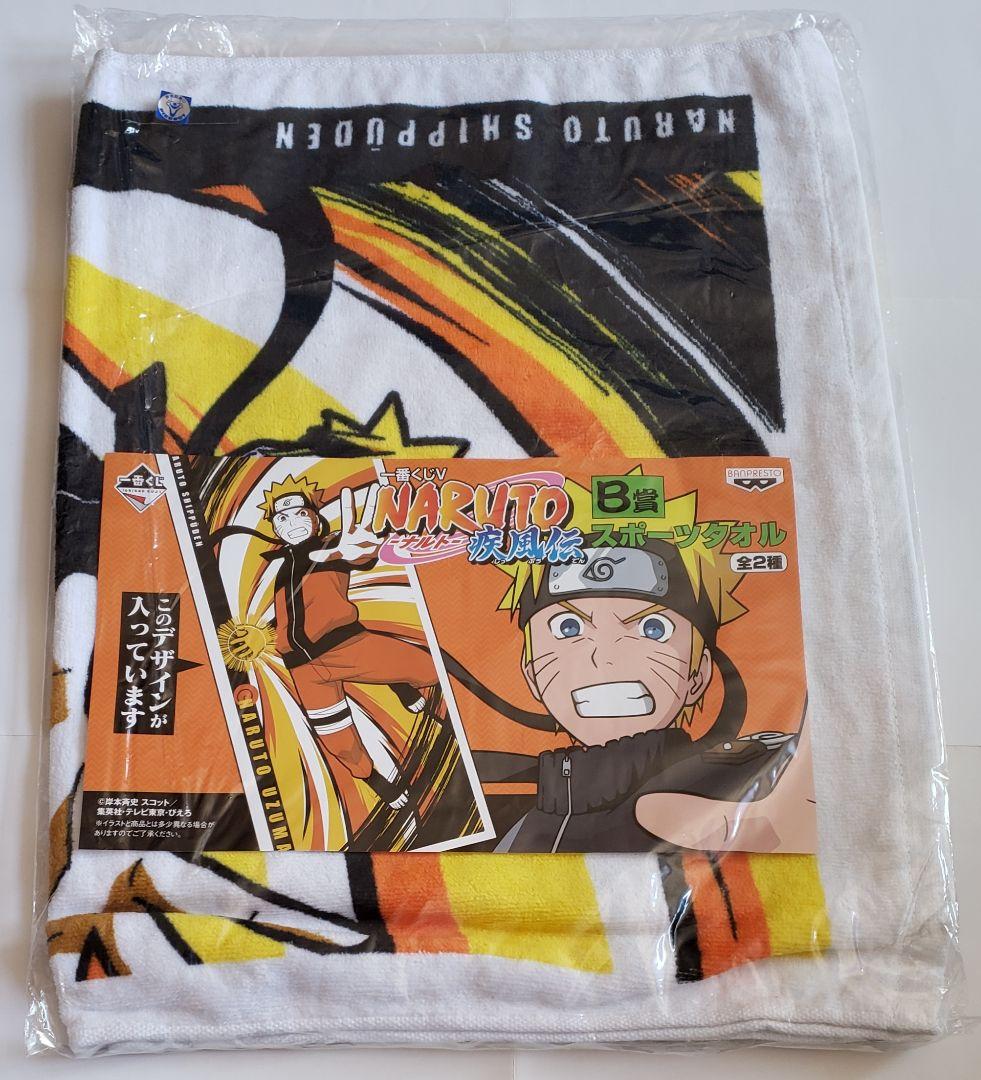 NARUTO SHIPPŪDEN
一番くじ
ARUTO SHIPPŪDEN
一番くじV
NARUTO
ーナルトー
疾風伝
しっ ぷう でん
B賞
スポーツタオル
全2種
BANPRESTO
このデザインが
入っています
NARUTO UZUMA
©岸本斉史 スコット/
集英社・テレビ東京・ぴえろ
※イラストと商品とは多少異なる場合が
ありますのでご了承ください。